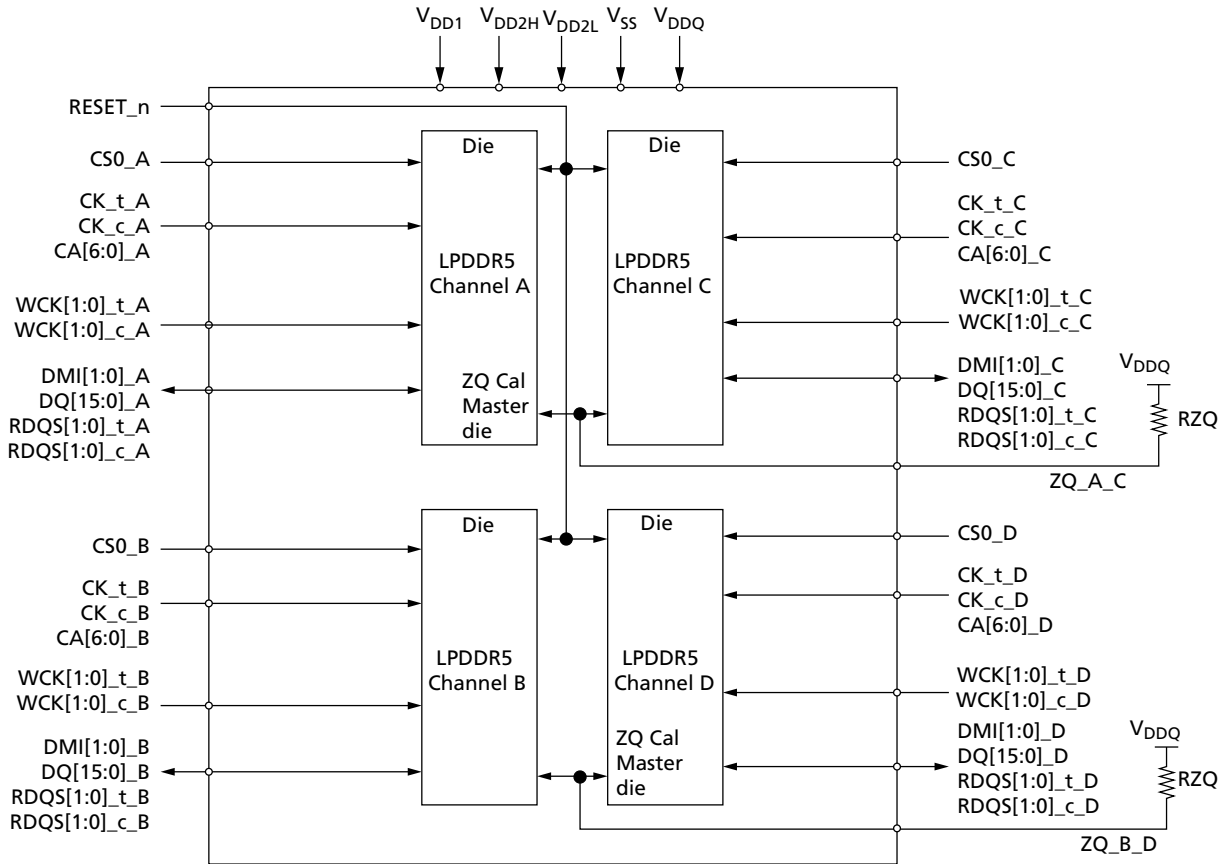 VDD1 VDD2H VDD2L VSS VDDQ
RESET_n
CS0_A
CK_t_A
CK_c_A
CA[6:0]_A
WCK[1:0]_t_A
WCK[1:0]_c_A
DMI[1:0]_A
DQ[15:0]_A
RDQS[1:0]_t_A
RDQS[1:0]_c_A
Die
LPDDR5
Channel A
ZQ Cal
Master
die
Die
LPDDR5
Channel C
CS0_C
CK_t_C
CK_c_C
CA[6:0]_C
WCK[1:0]_t_C
WCK[1:0]_c_C
DMI[1:0]_C
DQ[15:0]_C
RDQS[1:0]_t_C
RDQS[1:0]_c_C
VDDQ
RZQ
ZQ_A_C
CS0_B
CK_t_B
CK_c_B
CA[6:0]_B
WCK[1:0]_t_B
WCK[1:0]_c_B
DMI[1:0]_B
DQ[15:0]_B
RDQS[1:0]_t_B
RDQS[1:0]_c_B
Die
LPDDR5
Channel B
Die
LPDDR5
Channel D
ZQ Cal
Master
die
CS0_D
CK_t_D
CK_c_D
CA[6:0]_D
WCK[1:0]_t_D
WCK[1:0]_c_D
DMI[1:0]_D
DQ[15:0]_D
RDQS[1:0]_t_D
RDQS[1:0]_c_D
VDDQ
RZQ
ZQ_B_D